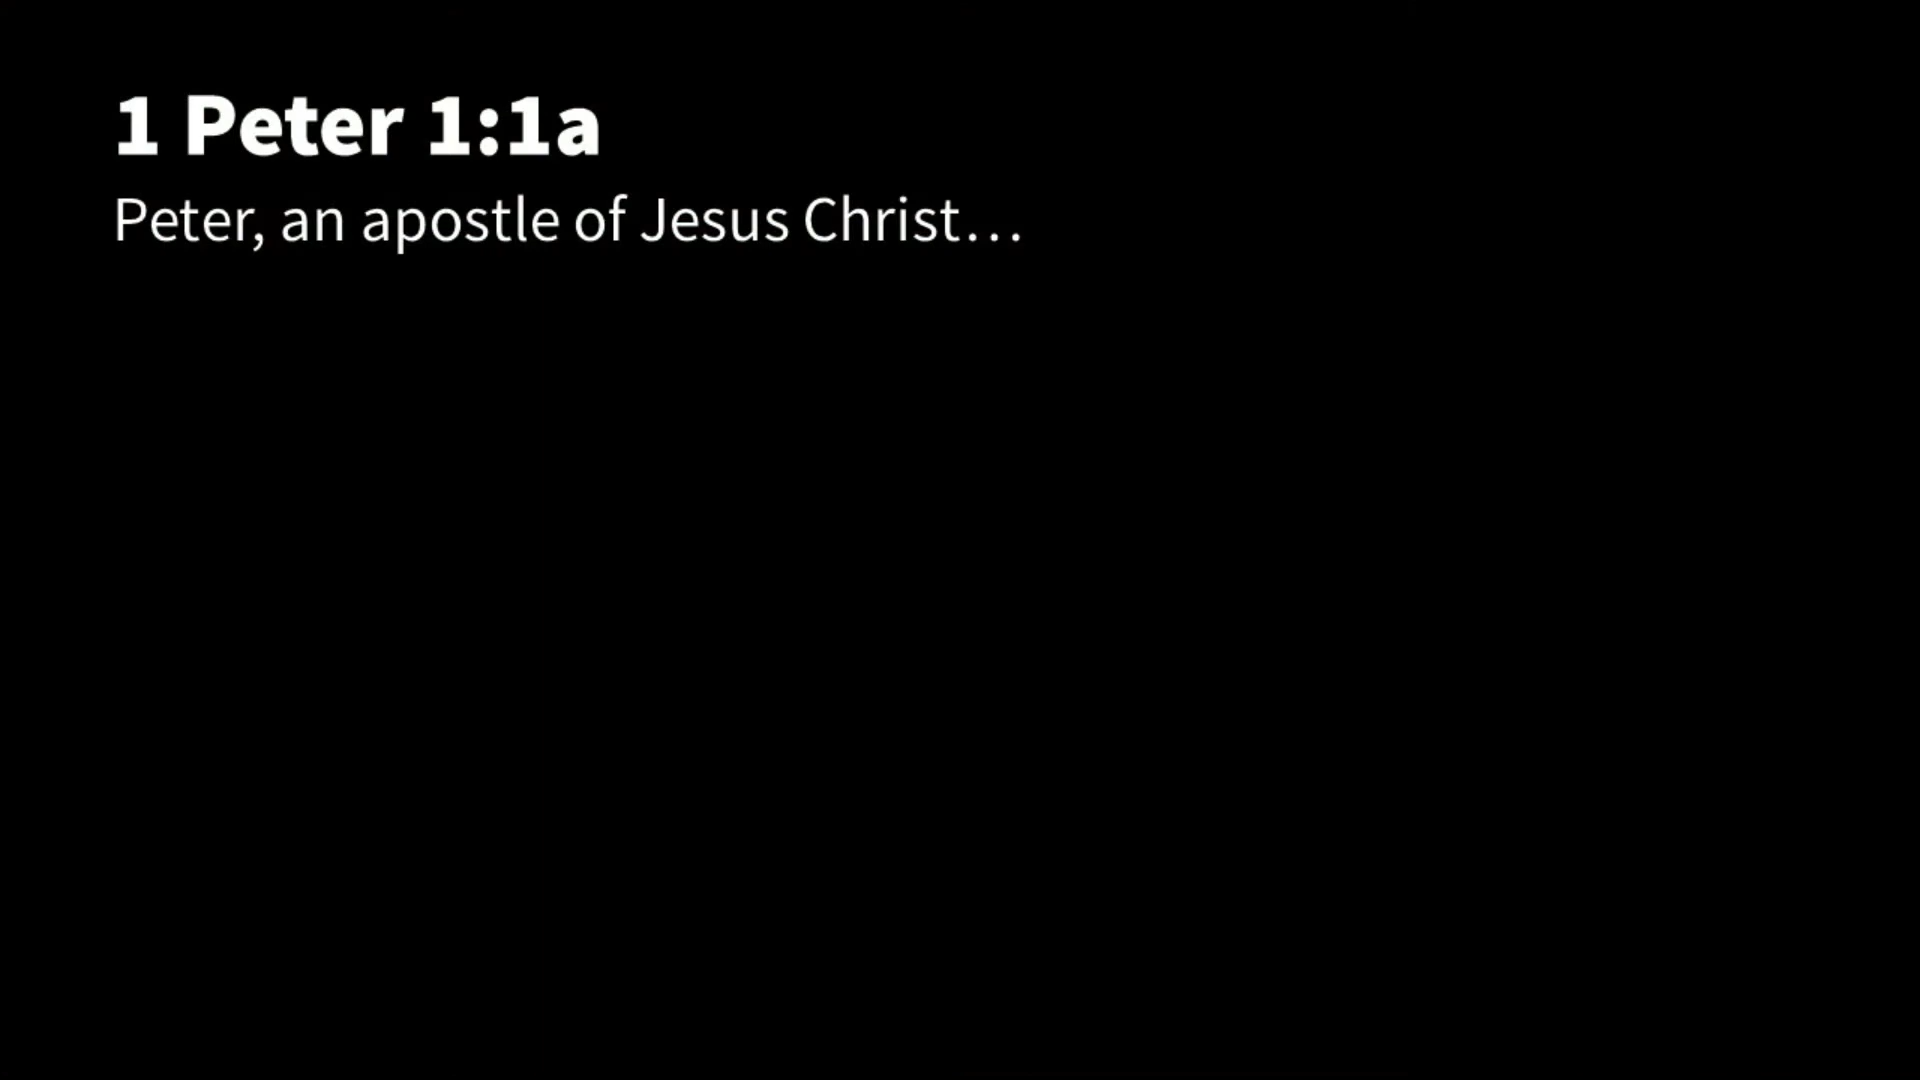 1 Peter 1:1a
Peter, an apostle of Jesus Christ…